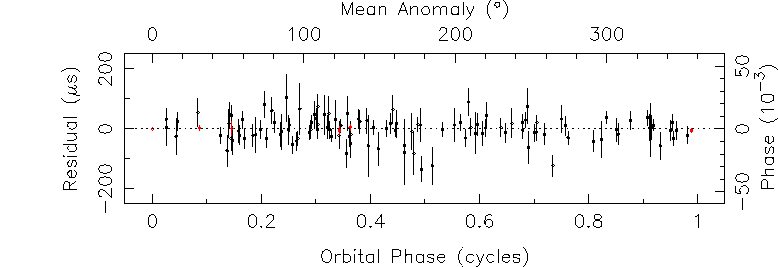 Mean Anomaly (°)
0 100 200 300
Residual (μs)
200
0
−200
50
0
−50
Phase (10⁻³)
0 0.2 0.4 0.6 0.8 1
Orbital Phase (cycles)